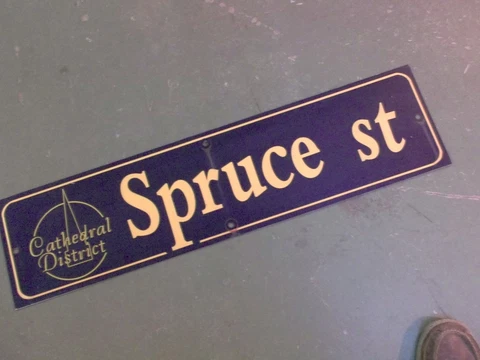 Cathedral
District
Spruce st